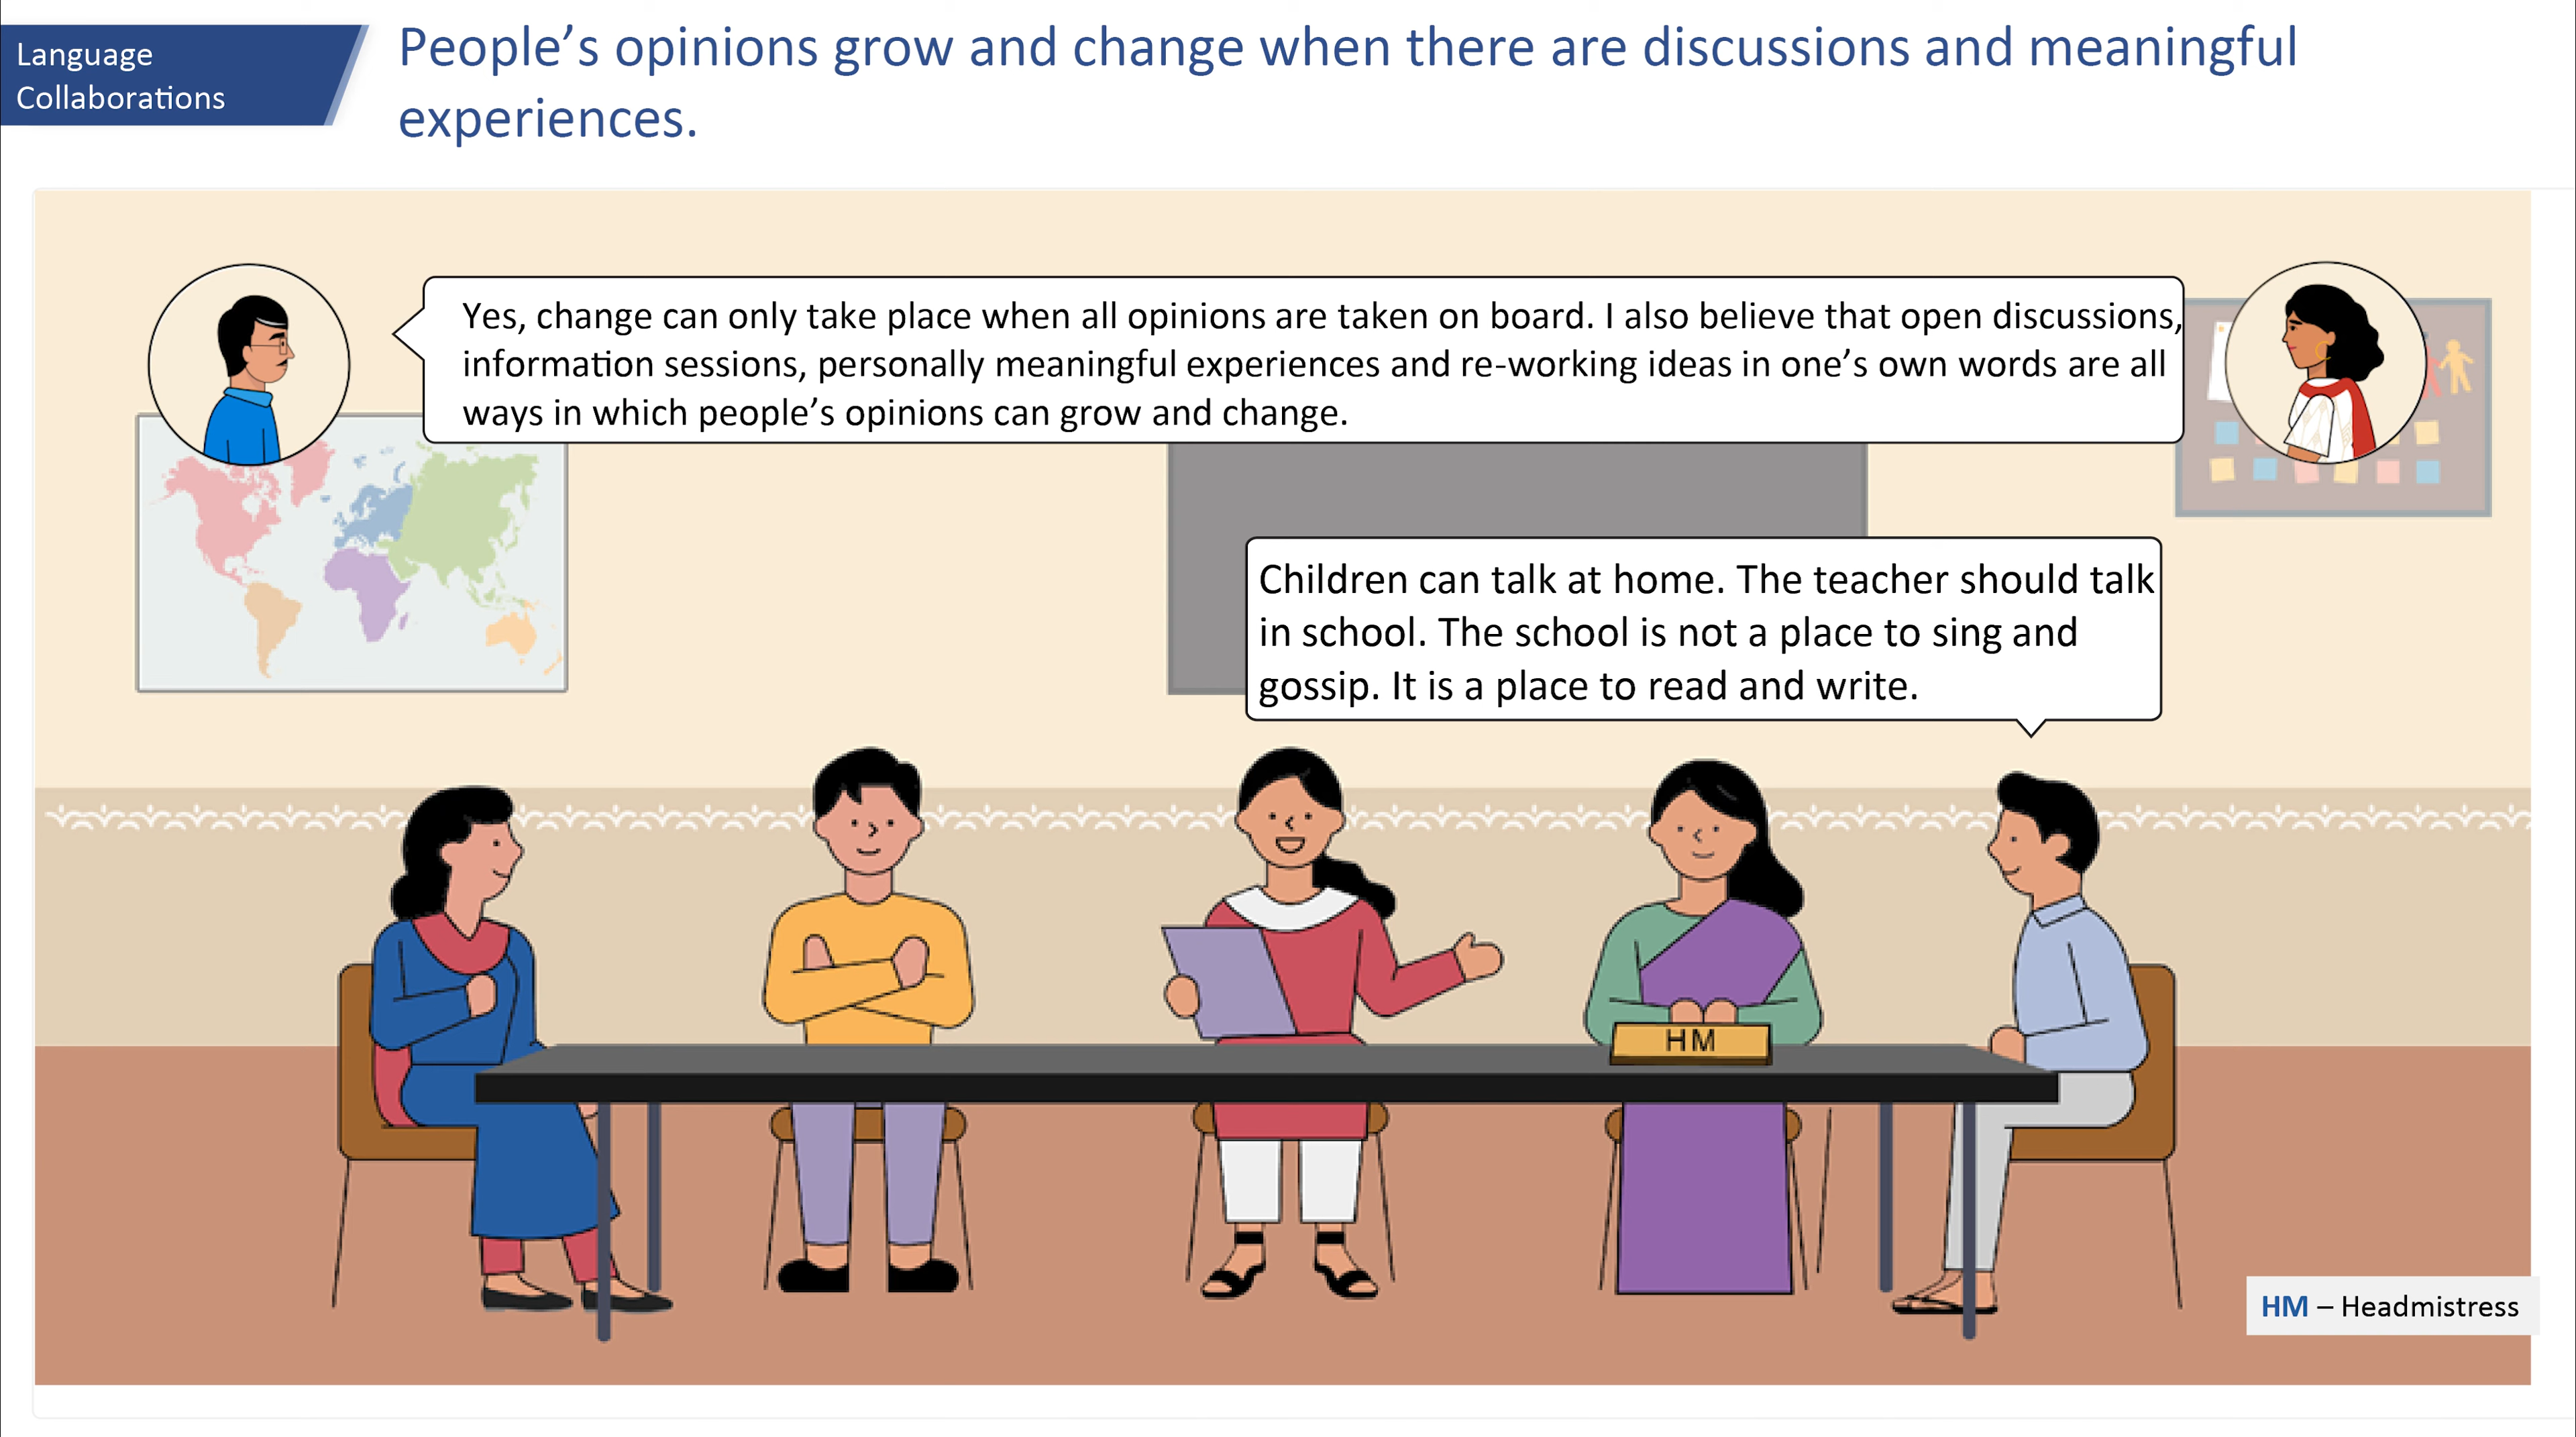 Language
Collaborations
People’s opinions grow and change when there are discussions and meaningful
experiences.
Yes, change can only take place when all opinions are taken on board. I also believe that open discussions,
information sessions, personally meaningful experiences and re-working ideas in one’s own words are all
ways in which people’s opinions can grow and change.
Children can talk at home. The teacher should talk
in school. The school is not a place to sing and
gossip. It is a place to read and write.
HM
HM – Headmistress